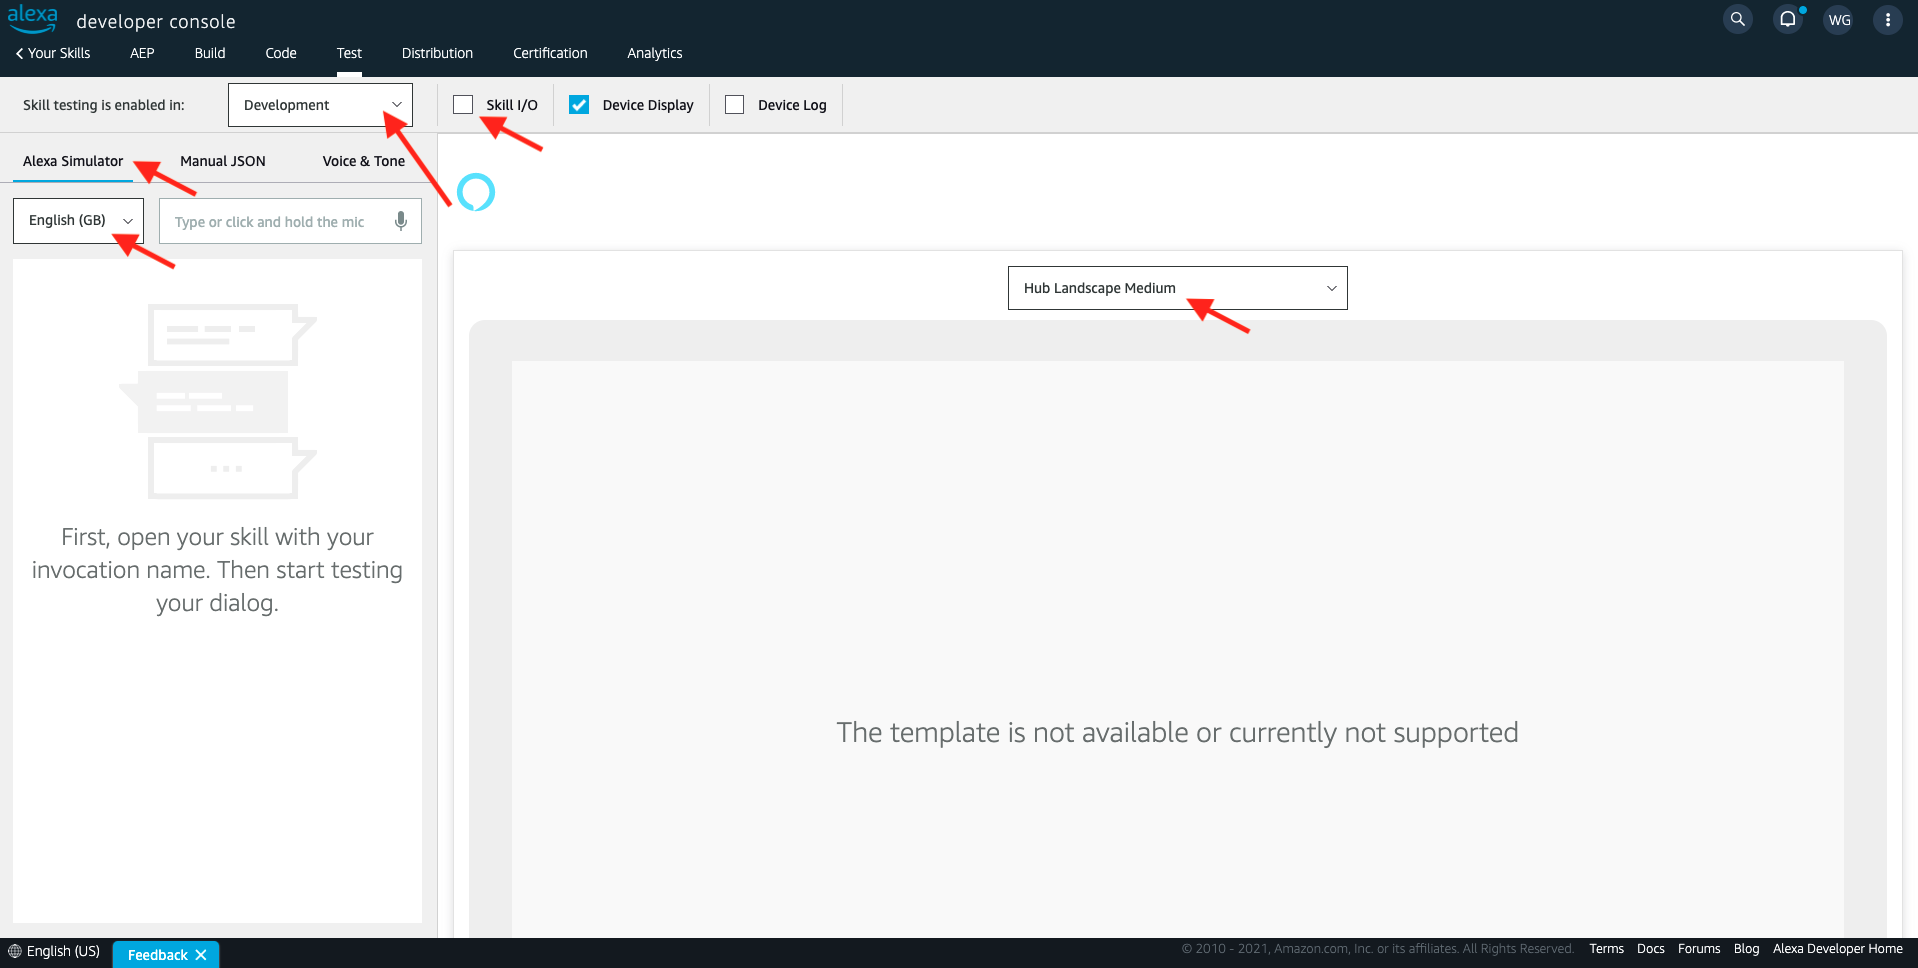 alexa developer console
WG
Your Skills AEP Build Code Test Distribution Certification Analytics
Skill testing is enabled in: Development Skill I/O Device Display Device Log
Alexa Simulator Manual JSON Voice & Tone
English (GB) Type or click and hold the mic
Hub Landscape Medium
First, open your skill with your
invocation name. Then start testing
your dialog.
The template is not available or currently not supported
English (US) Feedback © 2010 - 2021, Amazon.com, Inc. or its affiliates. All Rights Reserved. Terms Docs Forums Blog Alexa Developer Home